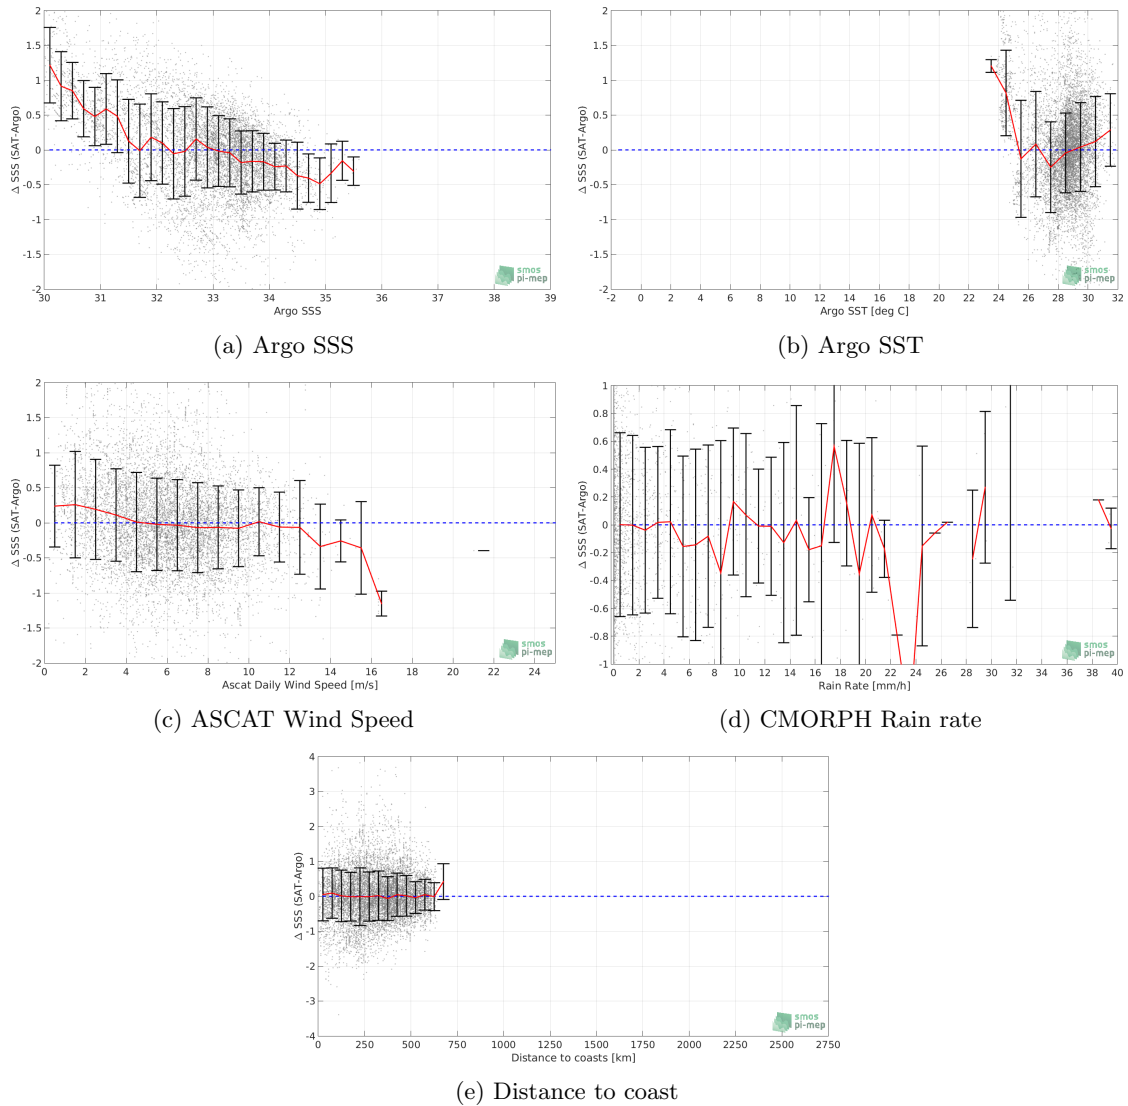 2
1.5
1
0.5
0
-0.5
-1
-1.5
-2
Δ SSS (SAT-Argo)
30 31 32 33 34 35 36 37 38 39
Argo SSS
smos
pi-mep
(a) Argo SSS
2
1.5
1
0.5
0
-0.5
-1
-1.5
-2
Δ SSS (SAT-Argo)
-2 0 2 4 6 8 10 12 14 16 18 20 22 24 26 28 30 32
Argo SST [deg C]
smos
pi-mep
(b) Argo SST
2
1.5
1
0.5
0
-0.5
-1
-1.5
-2
Δ SSS (SAT-Argo)
0 2 4 6 8 10 12 14 16 18 20 22 24
Ascat Daily Wind Speed [m/s]
smos
pi-mep
(c) ASCAT Wind Speed
1
0.8
0.6
0.4
0.2
0
-0.2
-0.4
-0.6
-0.8
-1
Δ SSS (SAT-Argo)
0 2 4 6 8 10 12 14 16 18 20 22 24 26 28 30 32 34 36 38 40
Rain Rate [mm/h]
smos
pi-mep
(d) CMORPH Rain rate
4
3
2
1
0
-1
-2
-3
-4
Δ SSS (SAT-Argo)
0 250 500 750 1000 1250 1500 1750 2000 2250 2500 2750
Distance to coasts [km]
smos
pi-mep
(e) Distance to coast